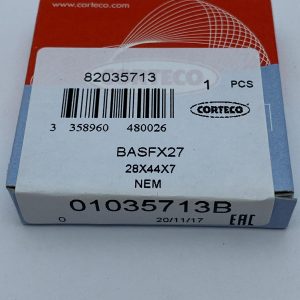 www.corteco.com
82035713
1 PCS
CORTECO
3 358960 480026
BASFX27
28X44X7
NEM
01035713B
0 20/11/17 EAC